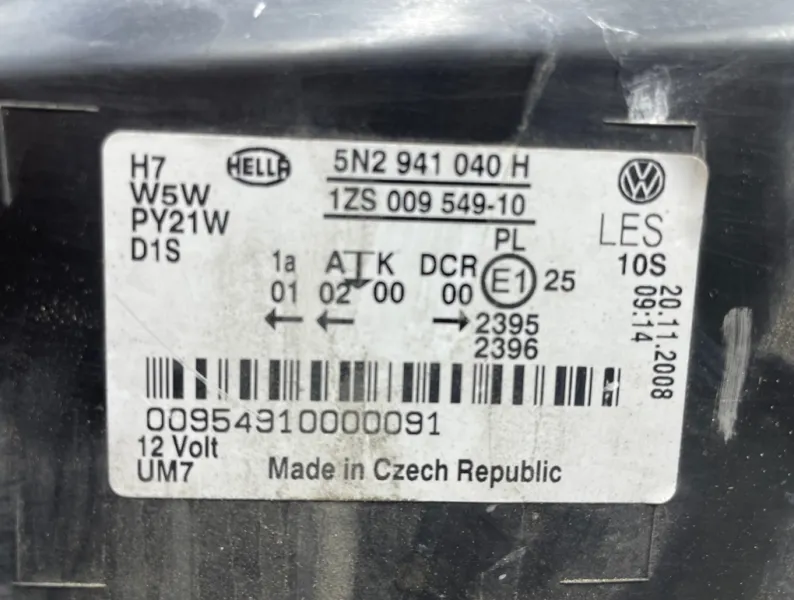 H7
W5W
PY21W
D1S
HELLA
5N2 941 040 H
1ZS 009 549-10
VW
LES
PL
1a A K DCR E1 25 10S
01 02 00 00
← ← → 2395
2396
20.11.2008
09:14
00954910000091
12 Volt
UM7 Made in Czech Republic